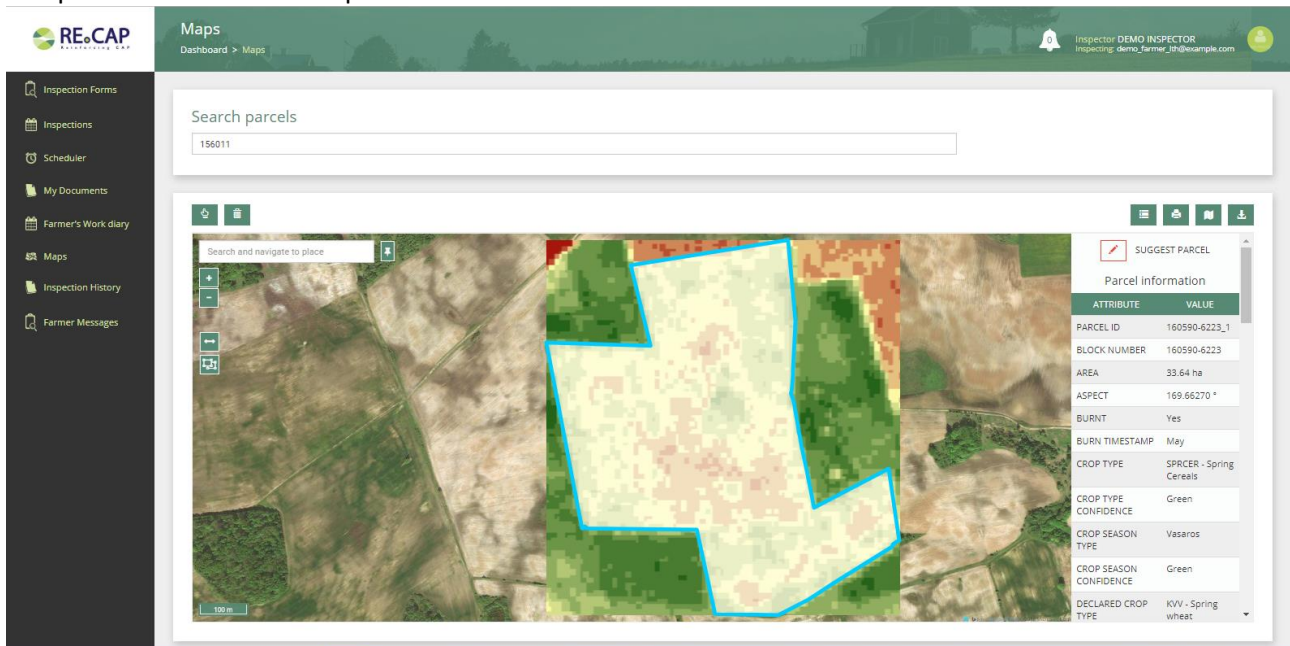 RECAP
Reinforcing CAP
Maps
Dashboard > Maps
0
Inspector DEMO INSPECTOR
Inspecting: demo_farmer_lth@example.com
Inspection Forms
Inspections
Scheduler
My Documents
Farmer's Work diary
Maps
Inspection History
Farmer Messages
Search parcels
156011
Search and navigate to place
+
-
100 m
SUGGEST PARCEL
Parcel information
ATTRIBUTE VALUE
PARCEL ID 160590-6223_1
BLOCK NUMBER 160590-6223
AREA 33.64 ha
ASPECT 169.66270 °
BURNT Yes
BURN TIMESTAMP May
CROP TYPE SPRCER - Spring
Cereals
CROP TYPE Green
CONFIDENCE
CROP SEASON Vasaros
TYPE
CROP SEASON Green
CONFIDENCE
DECLARED CROP KVV - Spring
TYPE wheat